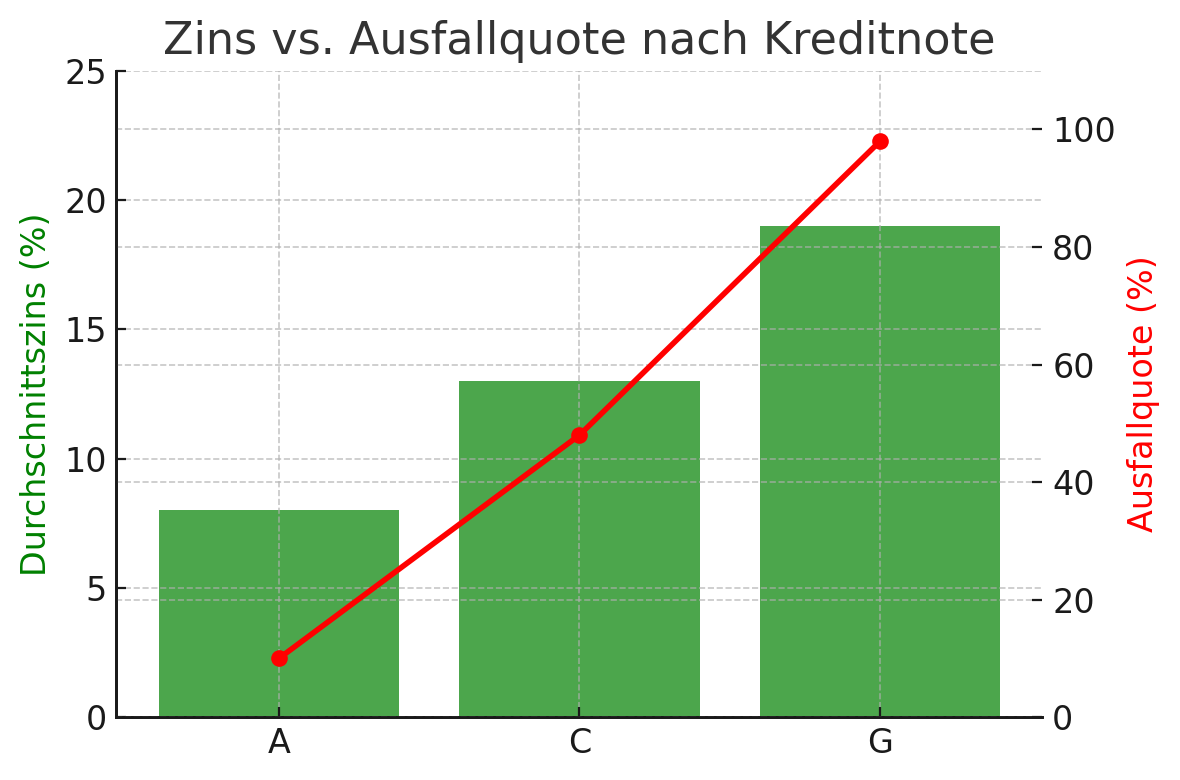 Zins vs. Ausfallquote nach Kreditnote
Durchschnittszins (%)
25
20
15
10
5
0
A
C
G
100
80
60
40
20
0
Ausfallquote (%)